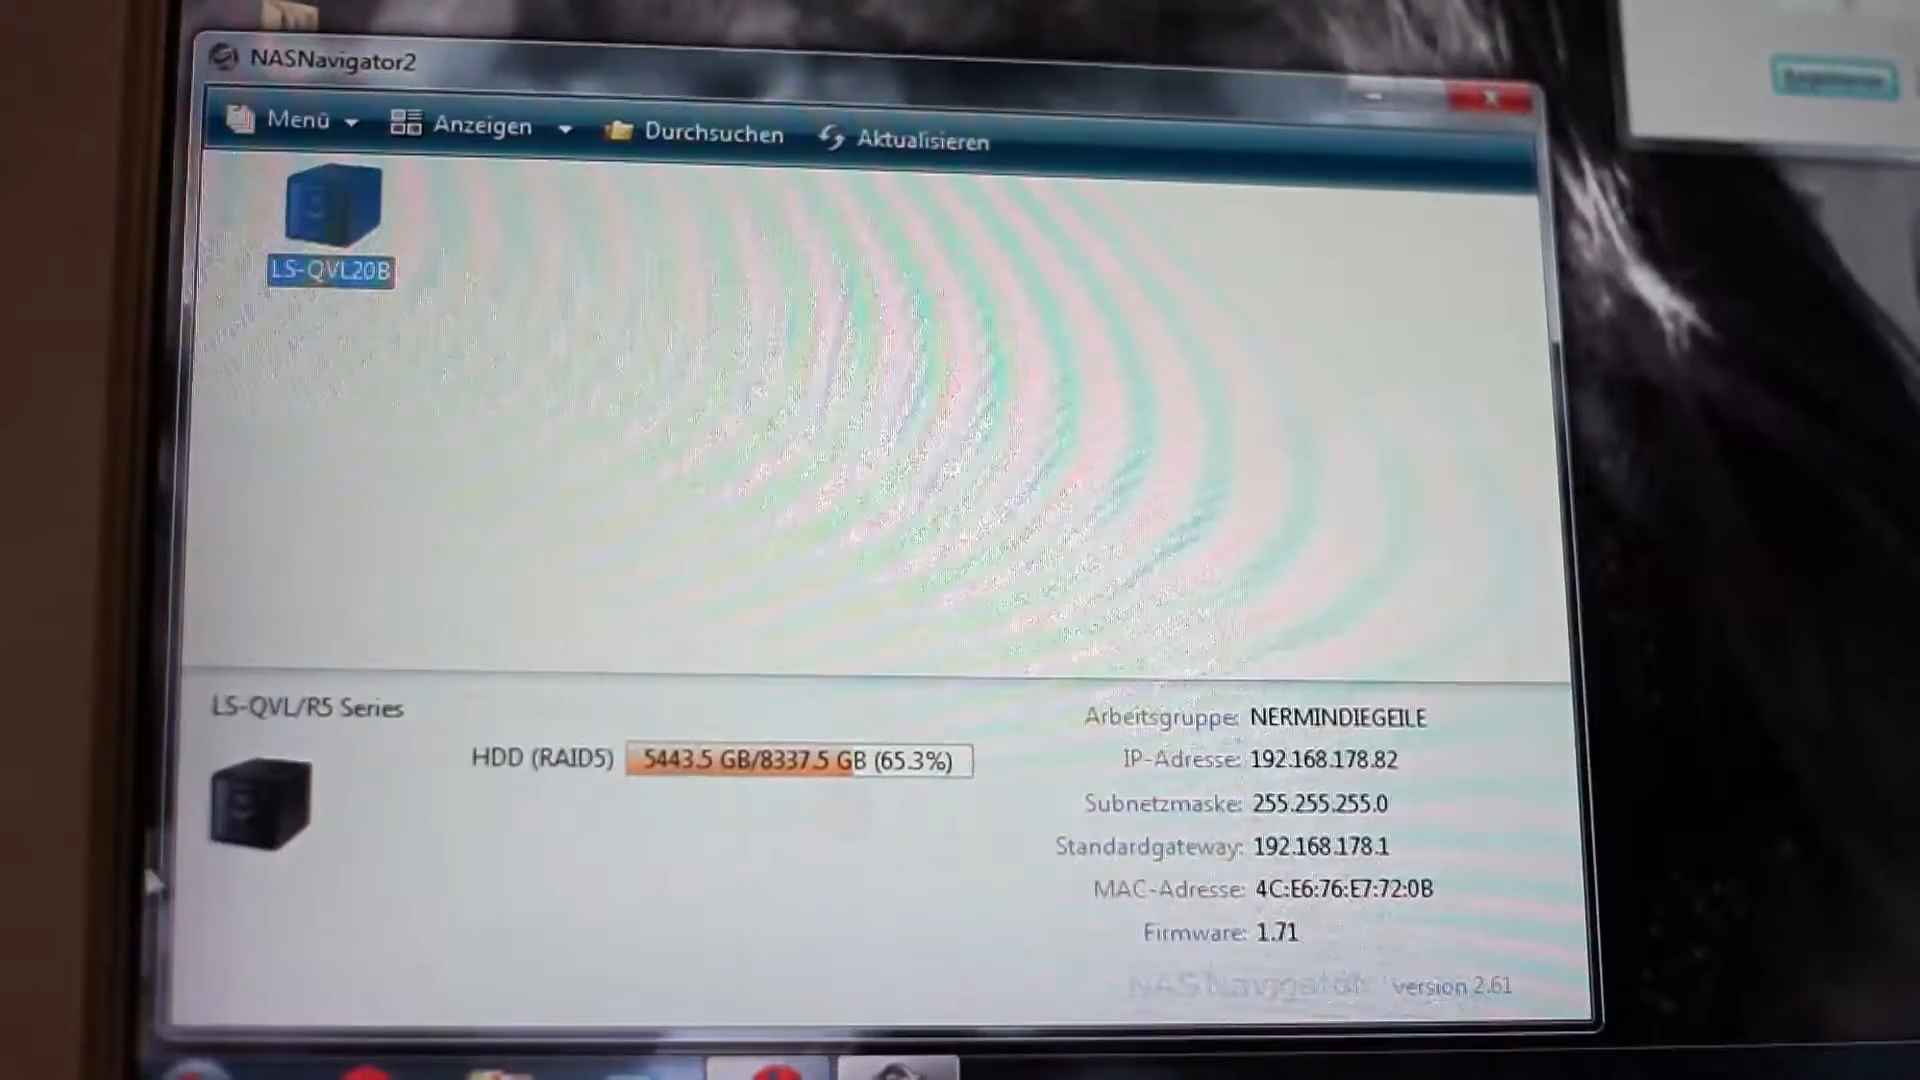 NASNavigator2
Menü Anzeigen Durchsuchen Aktualisieren
LS-QVL20B
LS-QVL/R5 Series
HDD (RAID5) 5443.5 GB/8337.5 GB (65.3%)
Arbeitsgruppe: NERMINDIEGEILE
IP-Adresse: 192.168.178.82
Subnetzmaske: 255.255.255.0
Standardgateway: 192.168.178.1
MAC-Adresse: 4C:E6:76:E7:72:0B
Firmware: 1.71
NAS Navigator version 2.61